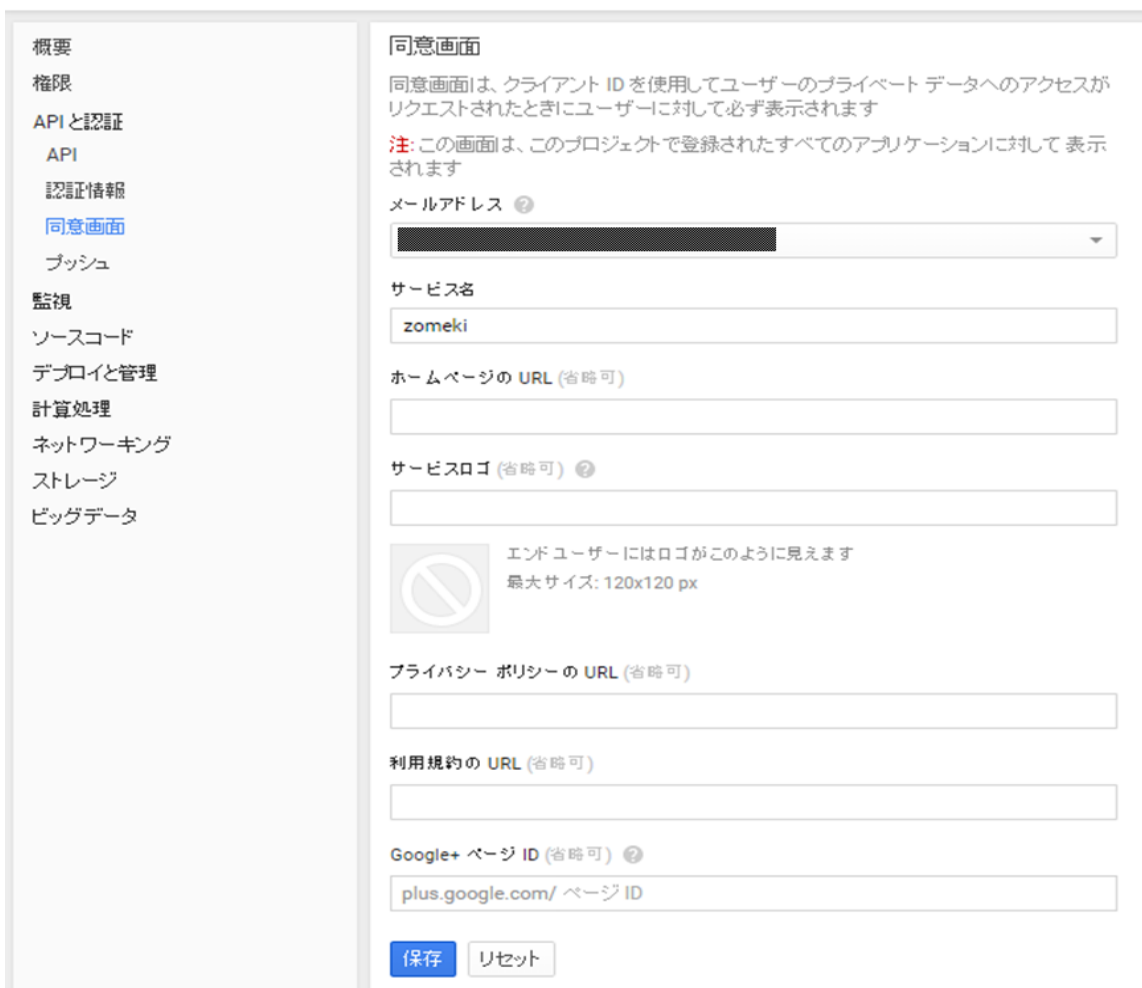 概要
権限
APIと認証
API
認証情報
同意画面
プッシュ
監視
ソースコード
デプロイと管理
計算処理
ネットワーキング
ストレージ
ビッグデータ
同意画面
同意画面は、クライアント ID を使用してユーザーのプライベート データへのアクセスが
リクエストされたときにユーザーに対して必ず表示されます
注: この画面は、このプロジェクトで登録されたすべてのアプリケーションに対して 表示
されます
メールアドレス
サービス名
zomeki
ホームページの URL (省略可)
サービスロゴ (省略可)
エンドユーザーにはロゴがこのように見えます
最大サイズ: 120x120 px
プライバシー ポリシーの URL (省略可)
利用規約の URL (省略可)
Google+ ページ ID (省略可)
plus.google.com/ ページ ID
保存 リセット